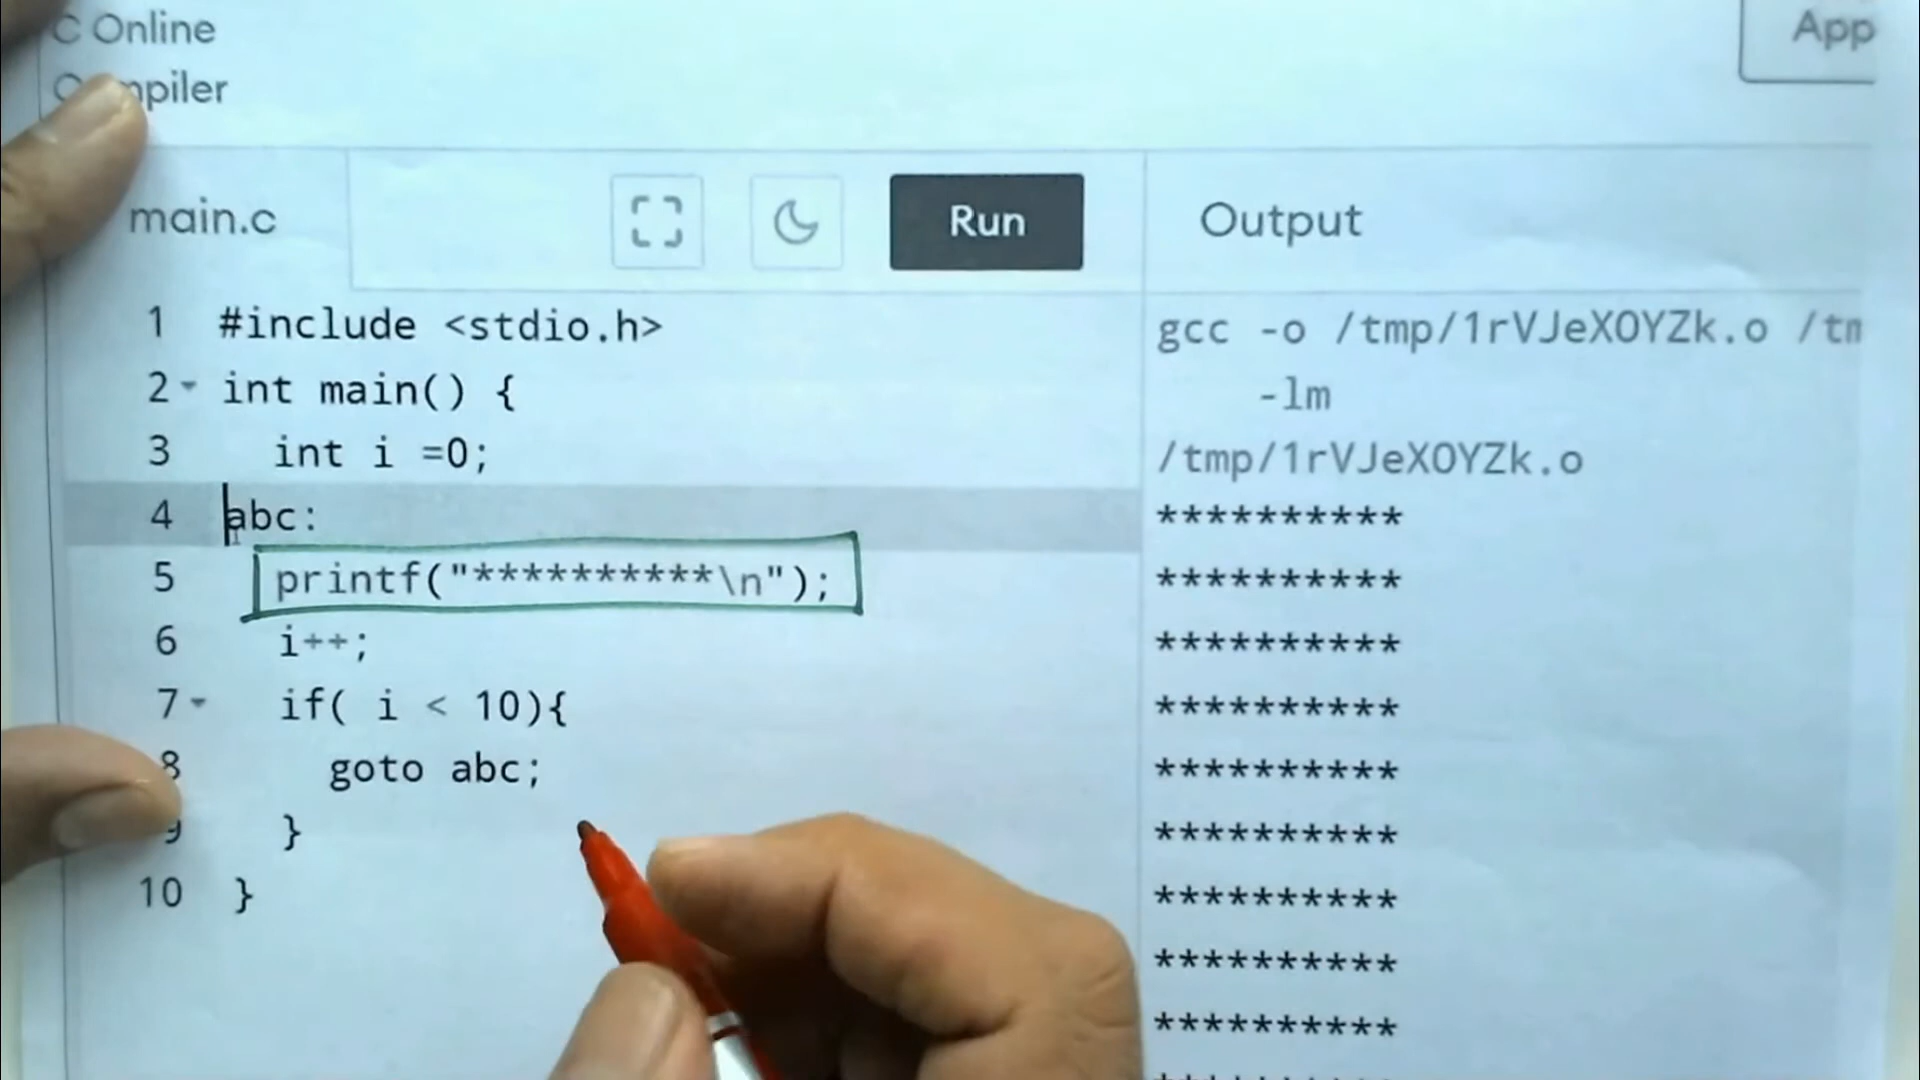 C Online
Compiler
App
main.c
Run
Output
1 #include <stdio.h>
2 int main() {
3 int i =0;
4 abc:
5 printf("**********\n");
6 i++;
7 if( i < 10){
8 goto abc;
9 }
10 }
gcc -o /tmp/1rVJeXOYZk.o /tm
-lm
/tmp/1rVJeXOYZk.o
**********
**********
**********
**********
**********
**********
**********
**********
**********